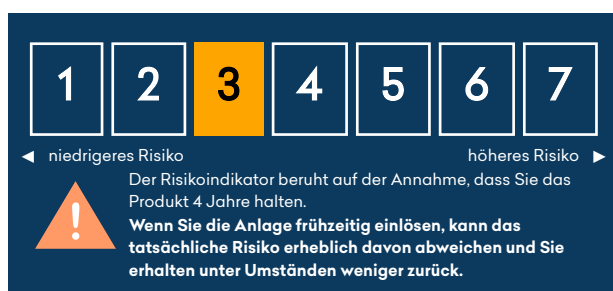 1 2 3 4 5 6 7
◄ niedrigeres Risiko höheres Risiko ►
Der Risikoindikator beruht auf der Annahme, dass Sie das
Produkt 4 Jahre halten.
Wenn Sie die Anlage frühzeitig einlösen, kann das
tatsächliche Risiko erheblich davon abweichen und Sie
erhalten unter Umständen weniger zurück.
!